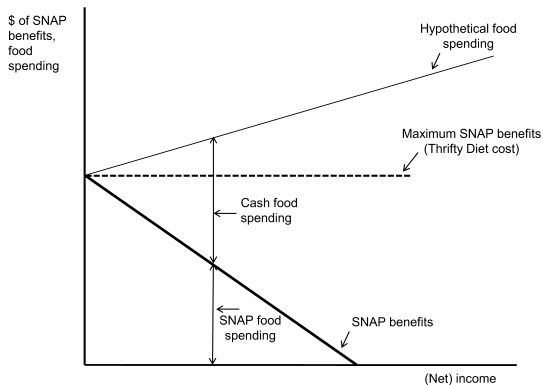 $ of SNAP
benefits,
food
spending
Hypothetical food
spending
Maximum SNAP benefits
(Thrifty Diet cost)
Cash food
spending
SNAP food
spending
SNAP benefits
(Net) income